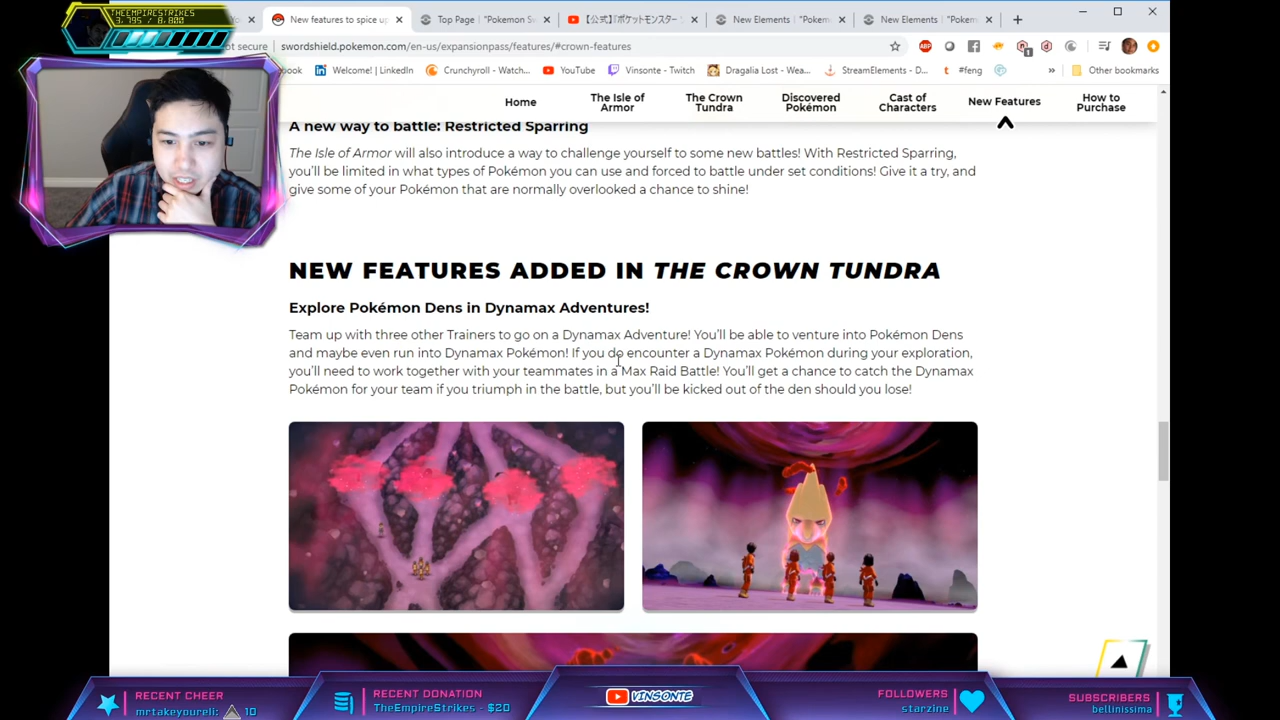 THEEMPIRESTRIKES
3,795 / 8,800
New features to spice up
Top Page | "Pokemon Sw
【公式】『ポケットモンスター
New Elements | "Pokem
New Elements | "Pokem
ot secure
swordshield.pokemon.com/en-us/expansionpass/features/#crown-features
ABP
1
book:
Welcome! | LinkedIn
Crunchyroll - Watch...
YouTube
Vinsonte - Twitch
Dragalia Lost - Wea...
StreamElements - D...
#feng
»
Other bookmarks
Home
The Isle of Armor
The Crown Tundra
Discovered Pokémon
Cast of Characters
New Features
How to Purchase
A new way to battle: Restricted Sparring
The Isle of Armor will also introduce a way to challenge yourself to some new battles! With Restricted Sparring,
you'll be limited in what types of Pokémon you can use and forced to battle under set conditions! Give it a try, and
give some of your Pokémon that are normally overlooked a chance to shine!
NEW FEATURES ADDED IN THE CROWN TUNDRA
Explore Pokémon Dens in Dynamax Adventures!
Team up with three other Trainers to go on a Dynamax Adventure! You'll be able to venture into Pokémon Dens
and maybe even run into Dynamax Pokémon! If you do encounter a Dynamax Pokémon during your exploration,
you'll need to work together with your teammates in a Max Raid Battle! You'll get a chance to catch the Dynamax
Pokémon for your team if you triumph in the battle, but you'll be kicked out of the den should you lose!
RECENT CHEER
mrtakeyoureli: 10
RECENT DONATION
TheEmpireStrikes - $20
VINSONTE
FOLLOWERS
starzine
SUBSCRIBERS
bellinissima